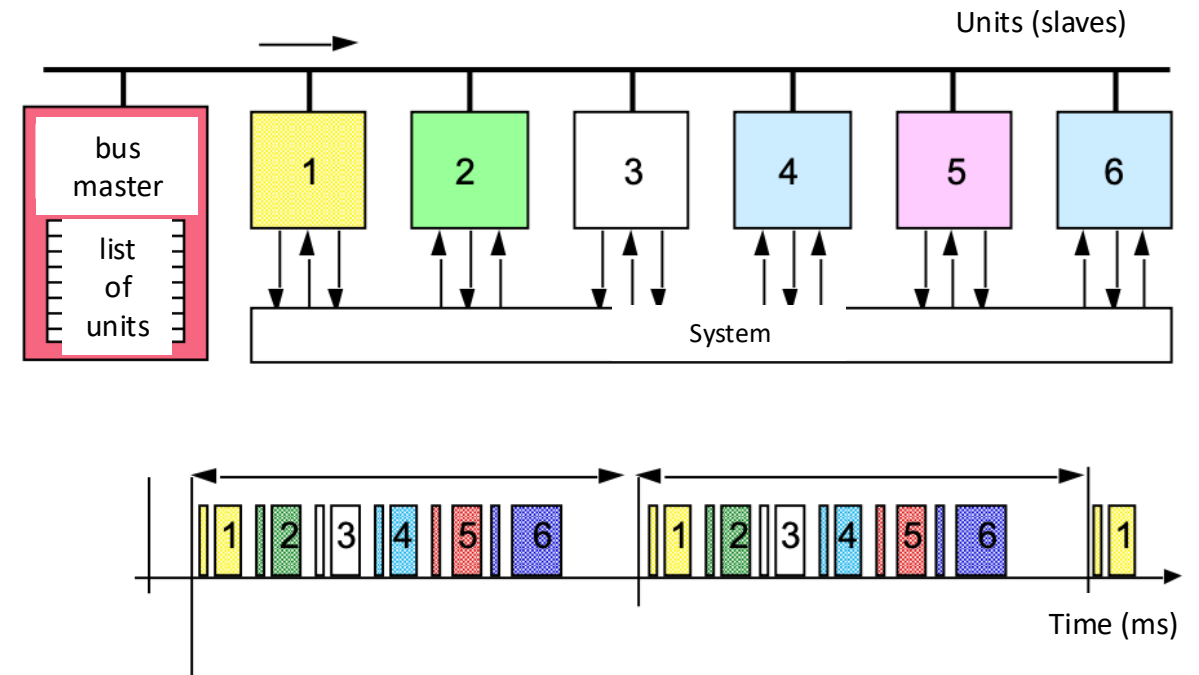 Units (slaves)
bus
master
list
of
units
1
2
3
4
5
6
System
1 2 3 4 5 6 1 2 3 4 5 6 1
Time (ms)